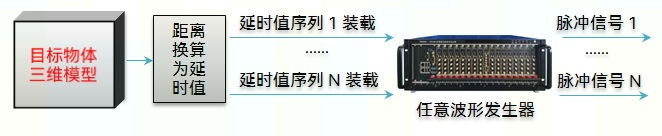 目标物体
三维模型
距离
换算
为延
时值
延时值序列 1 装载
......
延时值序列 N 装载
任意波形发生器
脉冲信号 1
......
脉冲信号 N